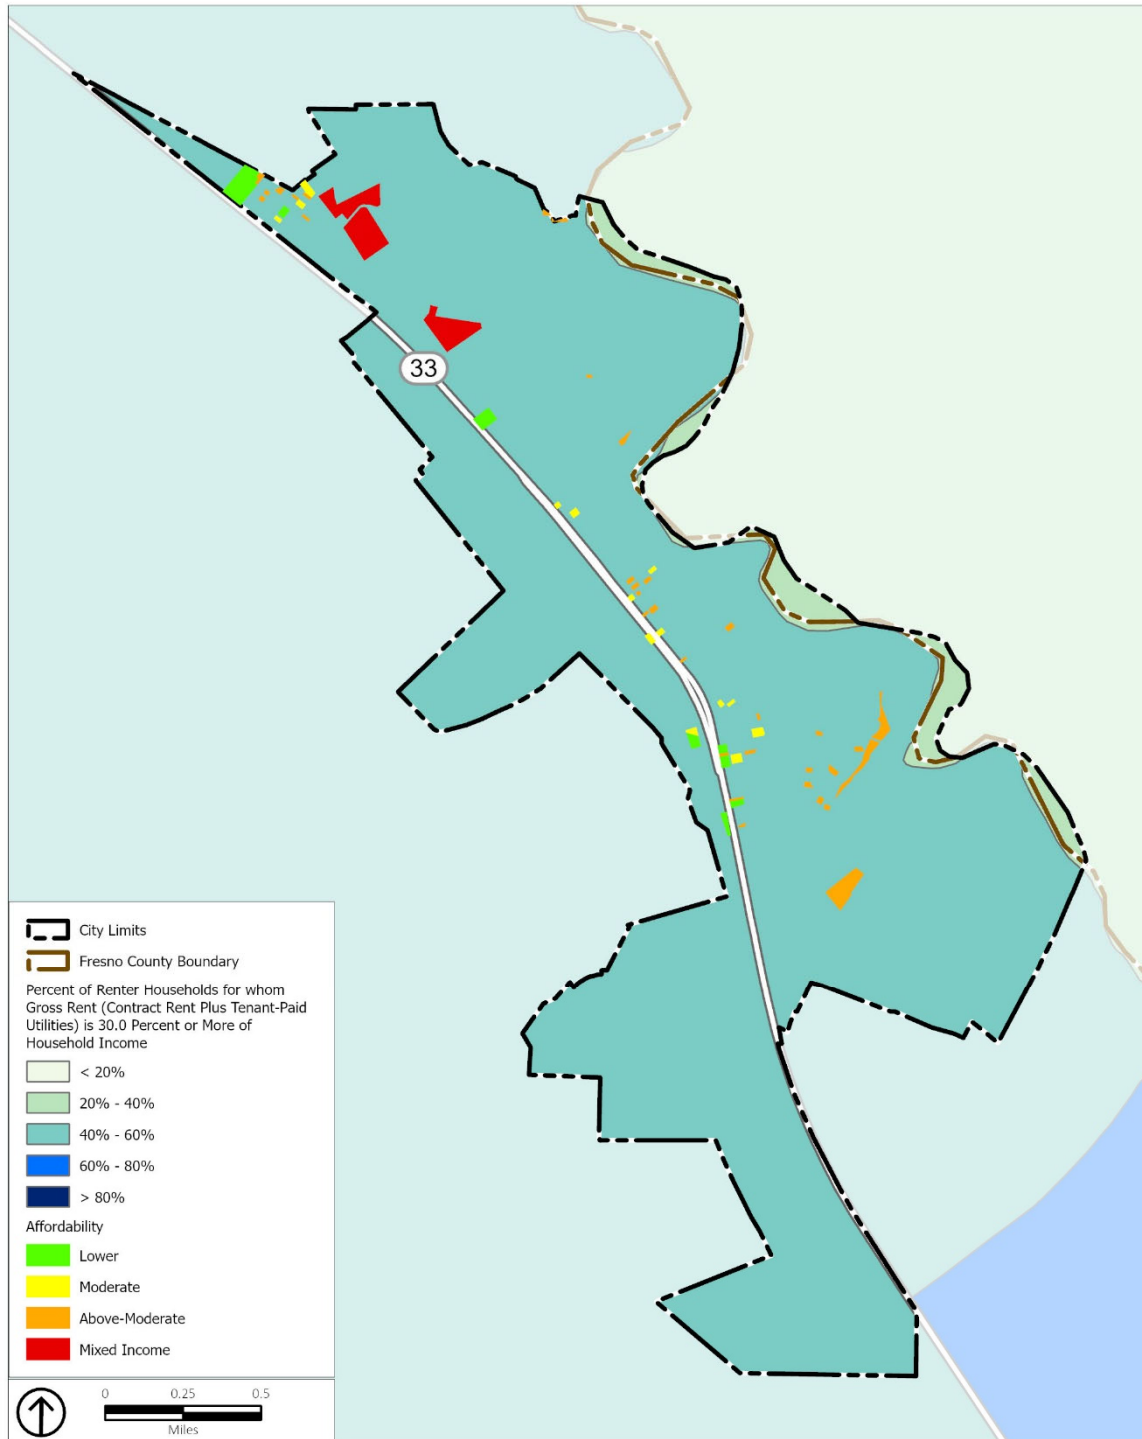 33
City Limits
Fresno County Boundary
Percent of Renter Households for whom
Gross Rent (Contract Rent Plus Tenant-Paid
Utilities) is 30.0 Percent or More of
Household Income
< 20%
20% - 40%
40% - 60%
60% - 80%
> 80%
Affordability
Lower
Moderate
Above-Moderate
Mixed Income
0 0.25 0.5
Miles